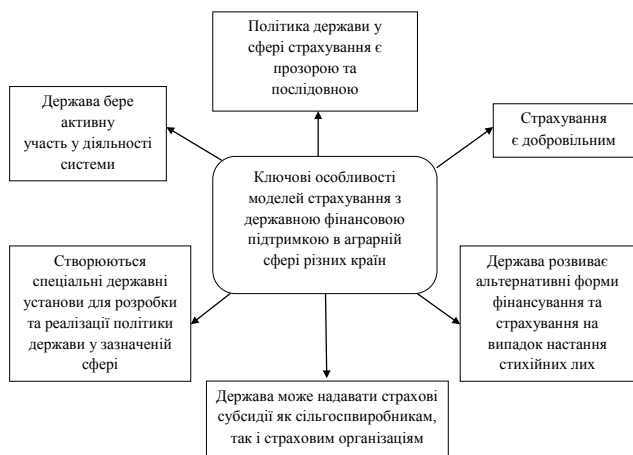 Політика держави у
сфері страхування є
прозорою та
послідовною
Держава бере
активну
участь у діяльності
системи
Страхування
є добровільним
Ключові особливості
моделей страхування з
державною фінансовою
підтримкою в аграрній
сфері різних країн
Створюються
спеціальні державні
установи для розробки
та реалізації політики
держави у зазначеній
сфері
Держава розвиває
альтернативні форми
фінансування та
страхування на
випадок настання
стихійних лих
Держава може надавати страхові
субсидії як сільгоспвиробникам,
так і страховим організаціям